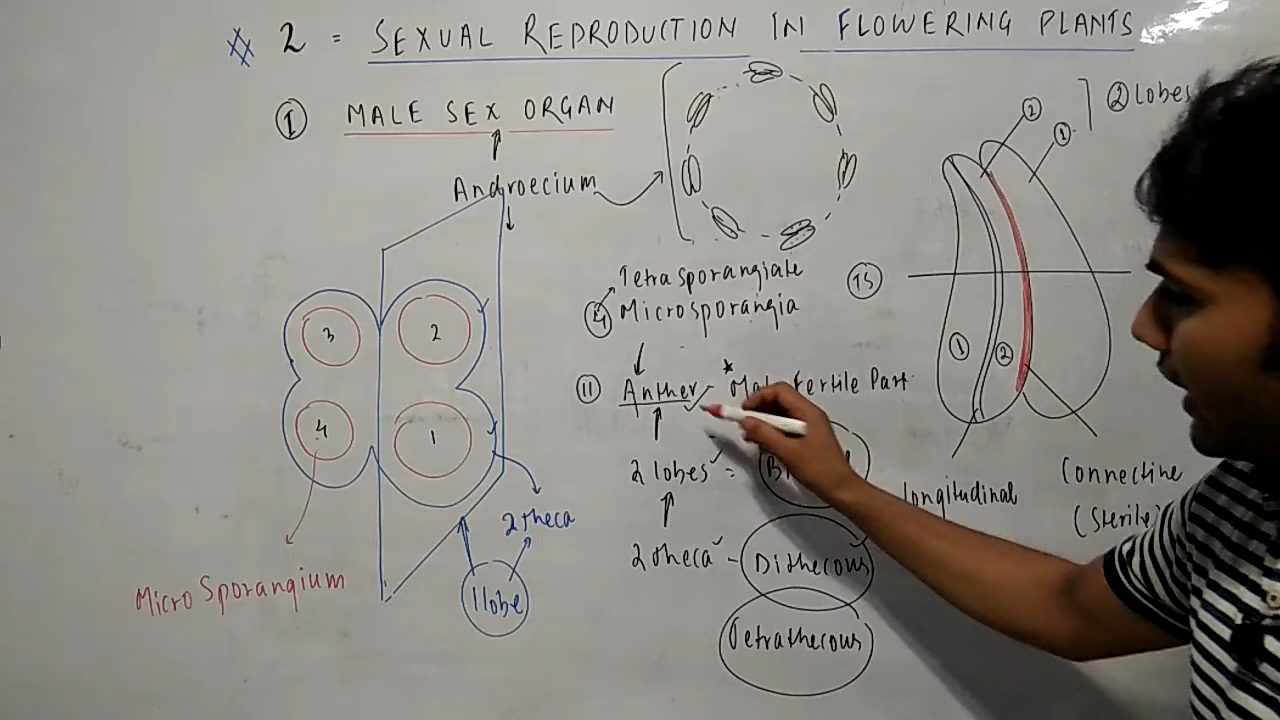 2 = SEXUAL REPRODUCTION IN FLOWERING PLANTS
I MALE SEX ORGAN
Androecium
2
1
2 lobes
Tetrasporangiate
4 Microsporangia
TS
3
2
4
1
1
2
II Anther - * Male Fertile Part
2 lobes =
2 theca - Dithecous
Tetrathecous
Longitudinal
Connective
(Sterile)
2 theca
1 lobe
Micro Sporangium